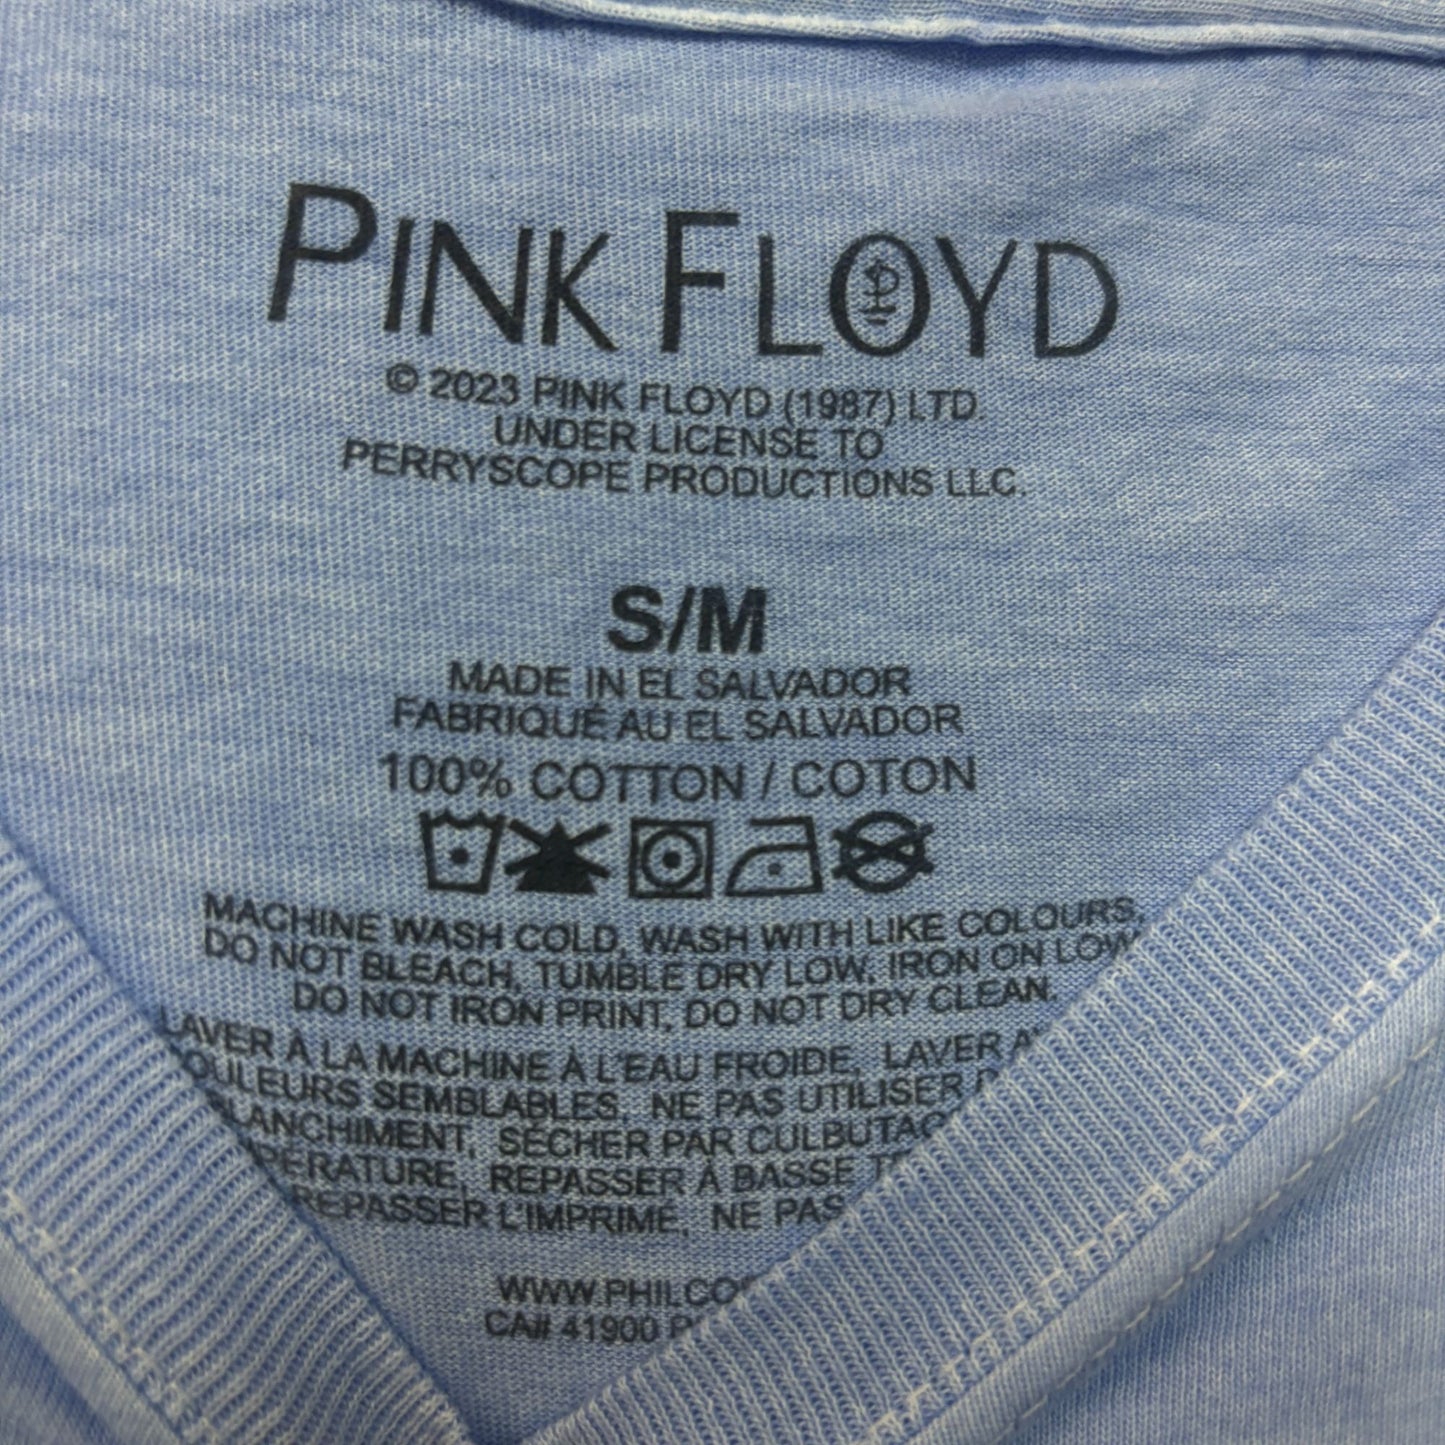 PINK FLOYD
© 2023 PINK FLOYD (1987) LTD.
UNDER LICENSE TO
PERRYSCOPE PRODUCTIONS LLC.
S/M
MADE IN EL SALVADOR
FABRIQUÉ AU EL SALVADOR
100% COTTON / COTON
MACHINE WASH COLD, WASH WITH LIKE COLOURS,
DO NOT BLEACH, TUMBLE DRY LOW, IRON ON LOW
DO NOT IRON PRINT, DO NOT DRY CLEAN.
LAVER À LA MACHINE À L'EAU FROIDE, LAVER
OULEURS SEMBLABLES, NE PAS UTILISER
LANCHIMENT, SÉCHER PAR CULBUTAG
PÉRATURE, REPASSER À BASSE
REPASSER L'IMPRIMÉ, NE PAS
WWW.PHILCO
CA# 41900